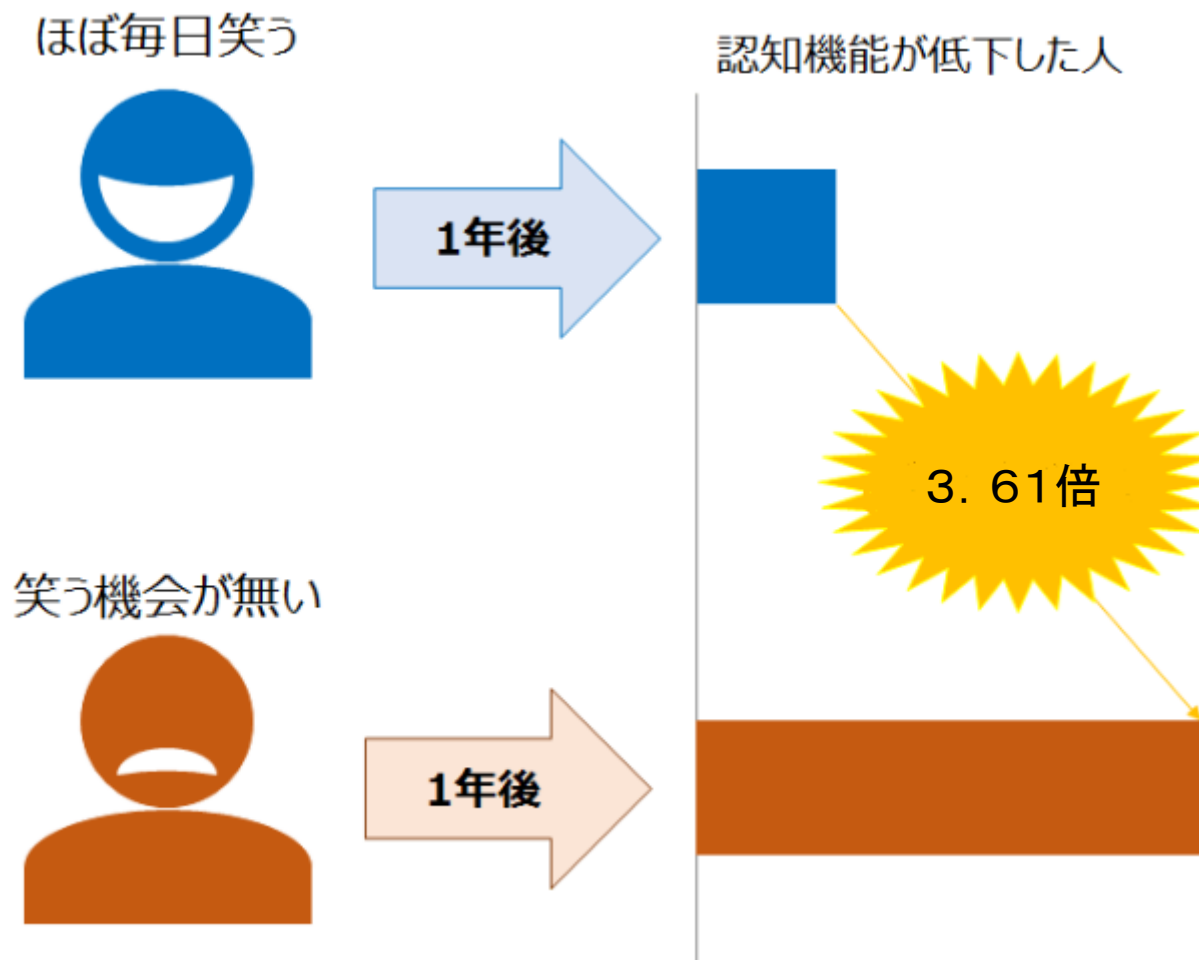 ほぼ毎日笑う
認知機能が低下した人
1年後
３．６１倍
笑う機会が無い
1年後